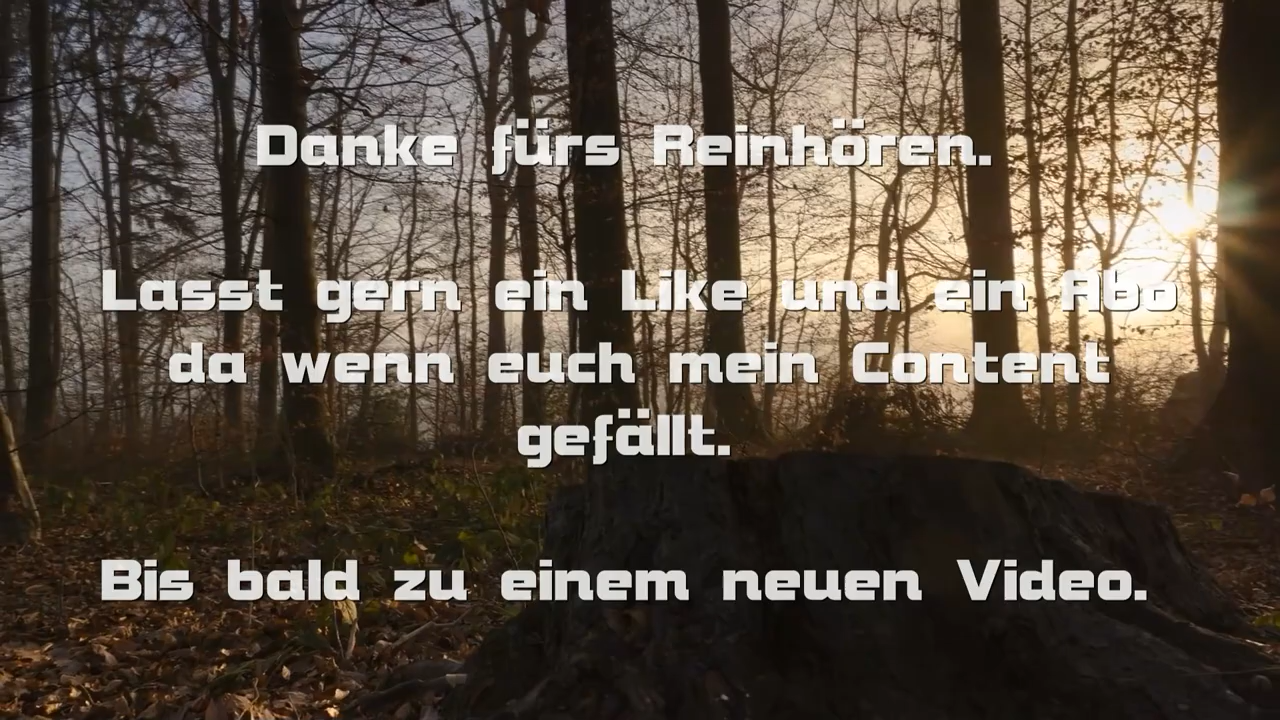 Danke fürs Reinhören.
Lasst gern ein Like und ein Abo
da wenn euch mein Content
gefällt.
Bis bald zu einem neuen Video.